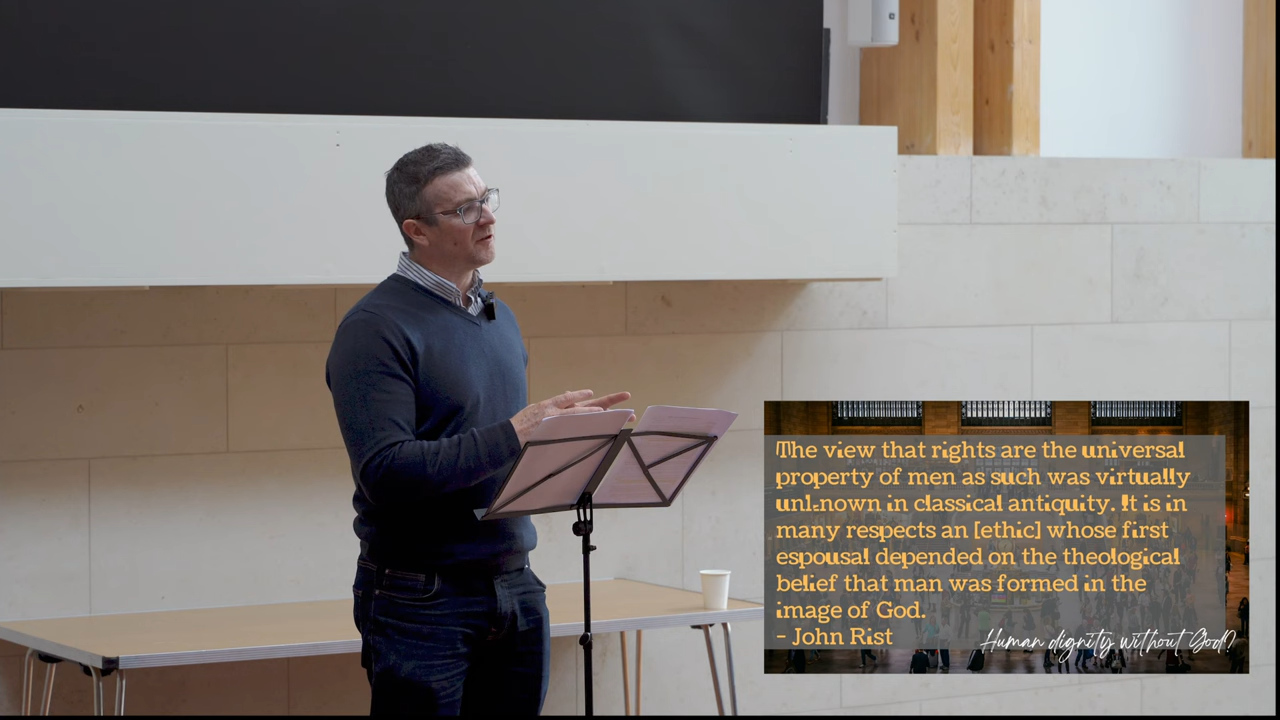 The view that rights are the universal
property of men as such was virtually
unknown in classical antiquity. It is in
many respects an [ethic] whose first
espousal depended on the theological
belief that man was formed in the
image of God.
- John Rist
Human dignity without God?